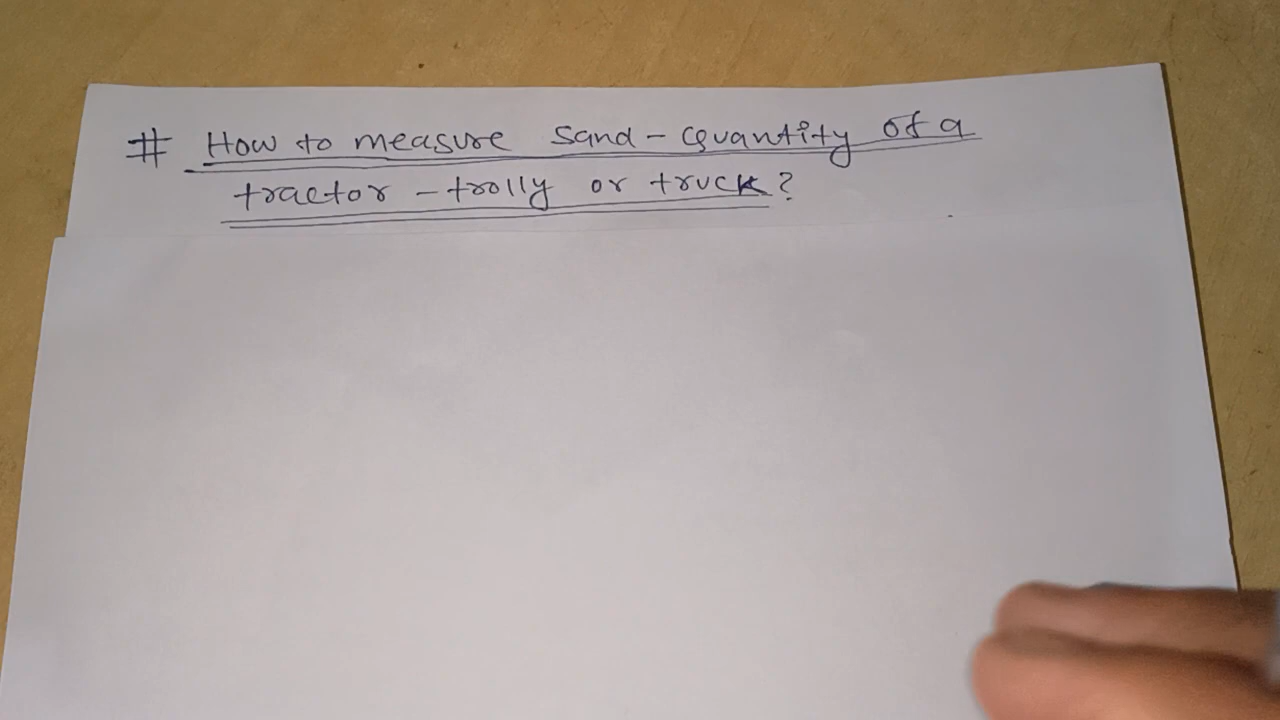 # How to measure sand-quantity of a
tractor-trolly or truck?